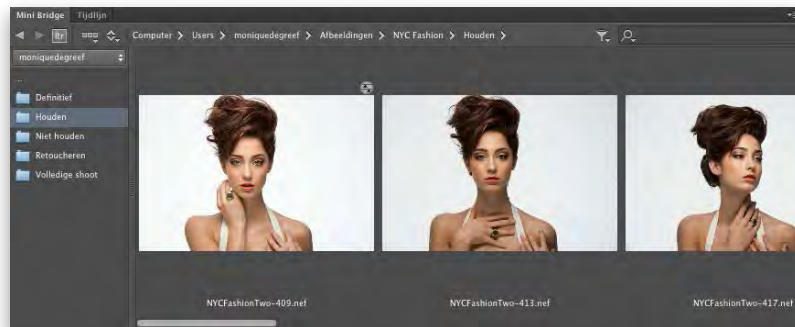 Mini Bridge Tijdlijn
Br Computer > Users > moniquedegreef > Afbeeldingen > NYC Fashion > Houden >
moniquedegreef
..
Definitief
Houden
Niet houden
Retoucheren
Volledige shoot
NYCFashionTwo-409.nef NYCFashionTwo-413.nef NYCFashionTwo-417.nef